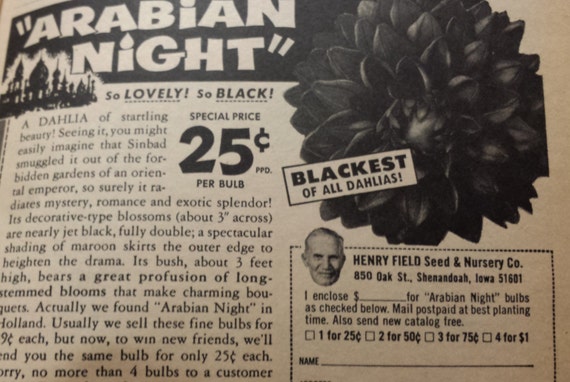 "ARABiAN
NiGHT"
So LOVELY! So BLACK!
A DAHLIA of startling
beauty! Seeing it, you might
easily imagine that Sinbad
smuggled it out of the for-
bidden gardens of an orien-
tal emperor, so surely it ra-
diates mystery, romance and exotic splendor!
Its decorative-type blossoms (about 3" across)
are nearly jet black, fully double; a spectacular
shading of maroon skirts the outer edge to
heighten the drama. Its bush, about 3 feet
high, bears a great profusion of long-
stemmed blooms that make charming bou-
quets. Actually we found "Arabian Night" in
Holland. Usually we sell these fine bulbs for
9¢ each, but now, to win new friends, we'll
end you the same bulb for only 25¢ each.
orry, no more than 4 bulbs to a customer
SPECIAL PRICE
25¢
PPD.
PER BULB
BLACKEST
OF ALL DAHLIAS!
HENRY FIELD Seed & Nursery Co.
850 Oak St., Shenandoah, Iowa 51601
I enclose $______for "Arabian Night" bulbs
as checked below. Mail postpaid at best planting
time. Also send new catalog free.
☐ 1 for 25¢ ☐ 2 for 50¢ ☐ 3 for 75¢ ☐ 4 for $1
NAME